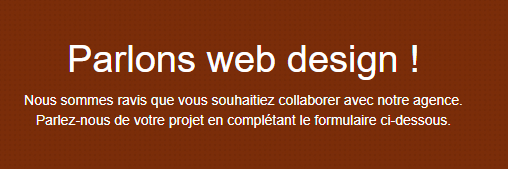 Parlons web design !
Nous sommes ravis que vous souhaitiez collaborer avec notre agence.
Parlez-nous de votre projet en complétant le formulaire ci-dessous.